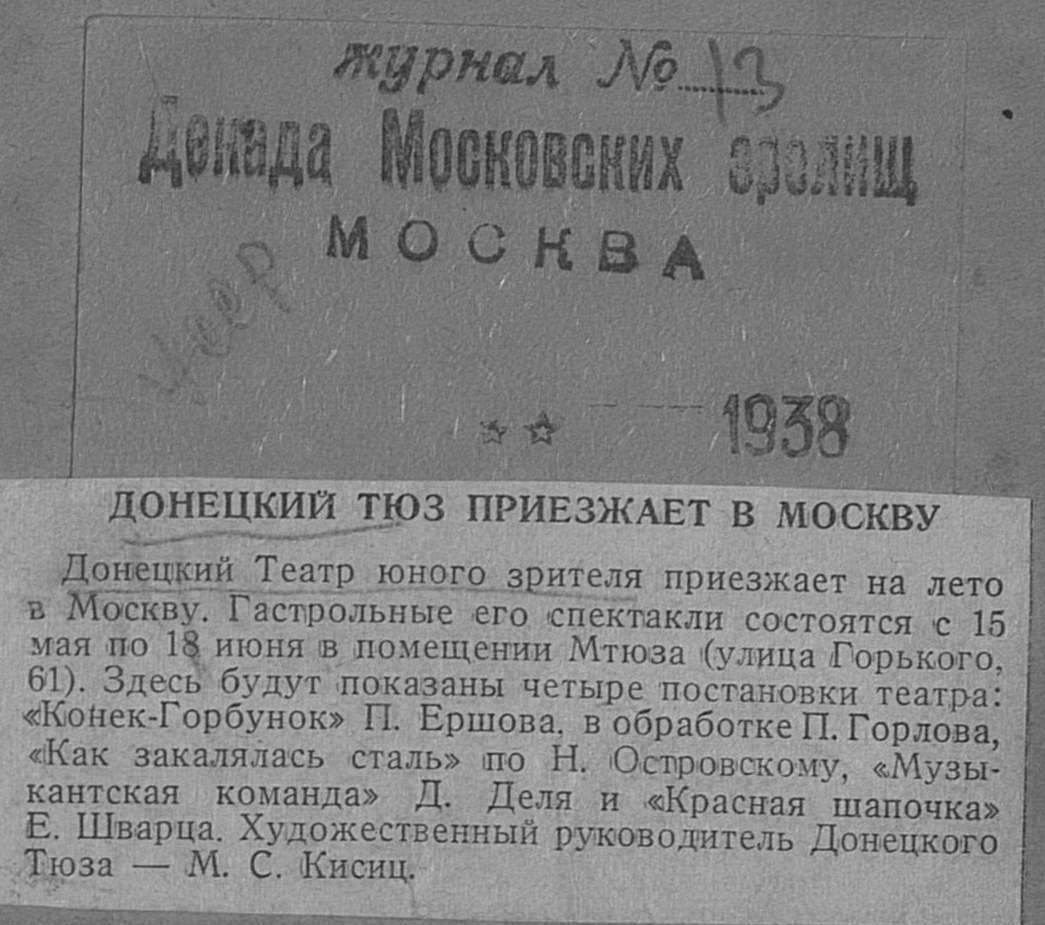 журнал № 13
Декада Московских зрелищ
МОСКВА
1938
ДОНЕЦКИЙ ТЮЗ ПРИЕЗЖАЕТ В МОСКВУ
Донецкий Театр юного зрителя приезжает на лето
в Москву. Гастрольные его спектакли состоятся с 15
мая по 18 июня в помещении Мтюза (улица Горького,
61). Здесь будут показаны четыре постановки театра:
«Конек-Горбунок» П. Ершова, в обработке П. Горлова,
«Как закалялась сталь» по Н. Островскому, «Музы-
кантская команда» Д. Деля и «Красная шапочка»
Е. Шварца. Художественный руководитель Донецкого
Тюза — М. С. Кисиц.